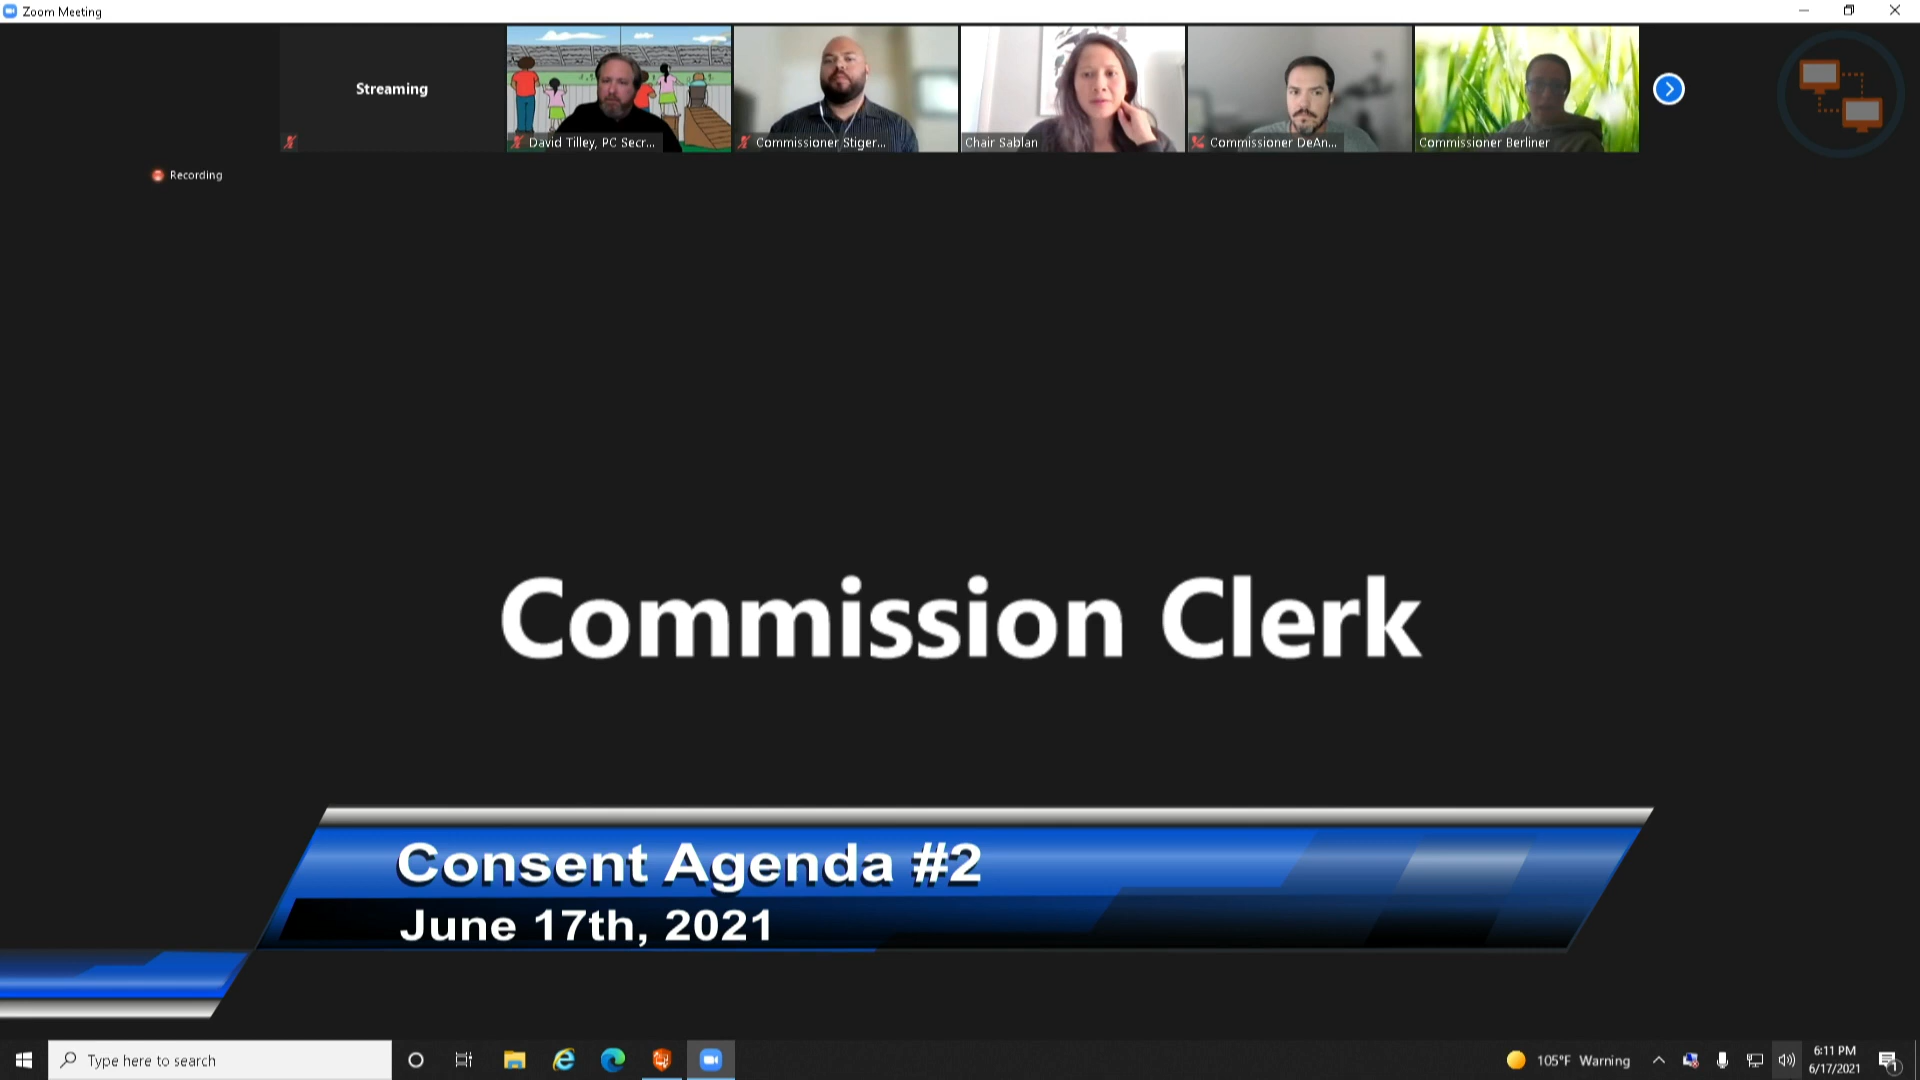 Zoom Meeting
Streaming
David Tilley, PC Secr...
Commissioner Stiger...
Chair Sablan
Commissioner DeAn...
Commissioner Berliner
Recording
Commission Clerk
Consent Agenda #2
June 17th, 2021
Type here to search
105°F Warning
6:11 PM
6/17/2021
1